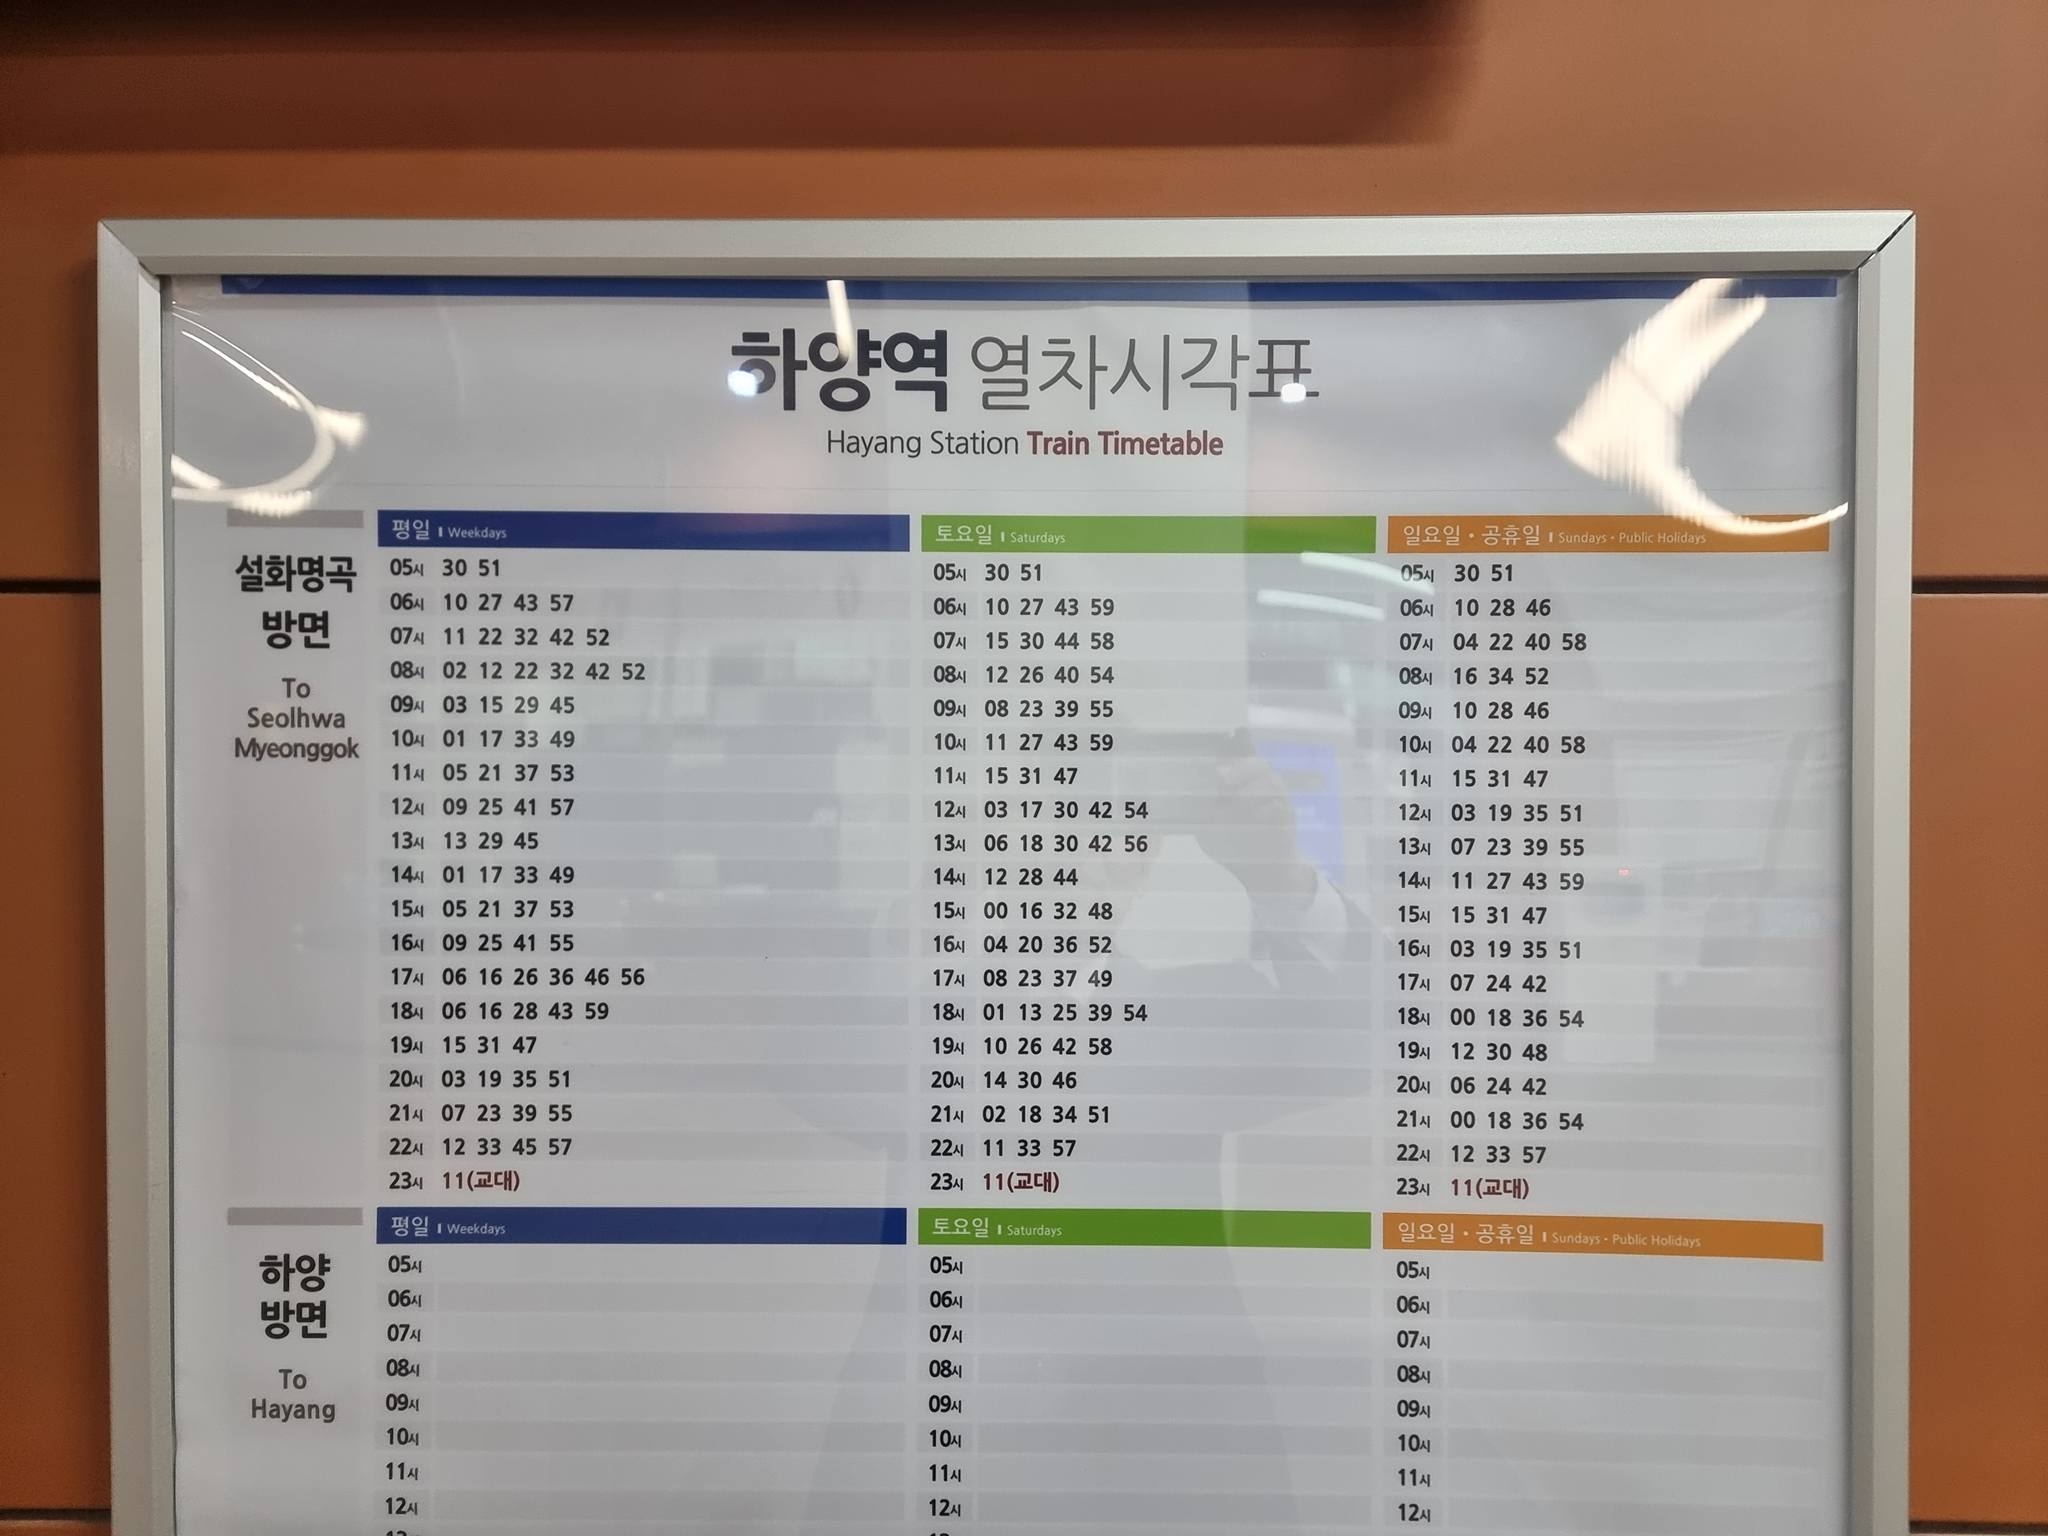 하양역 열차시각표
Hayang Station Train Timetable
설화명곡
방면
To
Seolhwa
Myeonggok
평일 | Weekdays
05시 30 51
06시 10 27 43 57
07시 11 22 32 42 52
08시 02 12 22 32 42 52
09시 03 15 29 45
10시 01 17 33 49
11시 05 21 37 53
12시 09 25 41 57
13시 13 29 45
14시 01 17 33 49
15시 05 21 37 53
16시 09 25 41 55
17시 06 16 26 36 46 56
18시 06 16 28 43 59
19시 15 31 47
20시 03 19 35 51
21시 07 23 39 55
22시 12 33 45 57
23시 11(교대)
토요일 | Saturdays
05시 30 51
06시 10 27 43 59
07시 15 30 44 58
08시 12 26 40 54
09시 08 23 39 55
10시 11 27 43 59
11시 15 31 47
12시 03 17 30 42 54
13시 06 18 30 42 56
14시 12 28 44
15시 00 16 32 48
16시 04 20 36 52
17시 08 23 37 49
18시 01 13 25 39 54
19시 10 26 42 58
20시 14 30 46
21시 02 18 34 51
22시 11 33 57
23시 11(교대)
일요일・공휴일 | Sundays・Public Holidays
05시 30 51
06시 10 28 46
07시 04 22 40 58
08시 16 34 52
09시 10 28 46
10시 04 22 40 58
11시 15 31 47
12시 03 19 35 51
13시 07 23 39 55
14시 11 27 43 59
15시 15 31 47
16시 03 19 35 51
17시 07 24 42
18시 00 18 36 54
19시 12 30 48
20시 06 24 42
21시 00 18 36 54
22시 12 33 57
23시 11(교대)
하양
방면
To
Hayang
평일 | Weekdays
05시
06시
07시
08시
09시
10시
11시
12시
토요일 | Saturdays
05시
06시
07시
08시
09시
10시
11시
12시
일요일・공휴일 | Sundays・Public Holidays
05시
06시
07시
08시
09시
10시
11시
12시